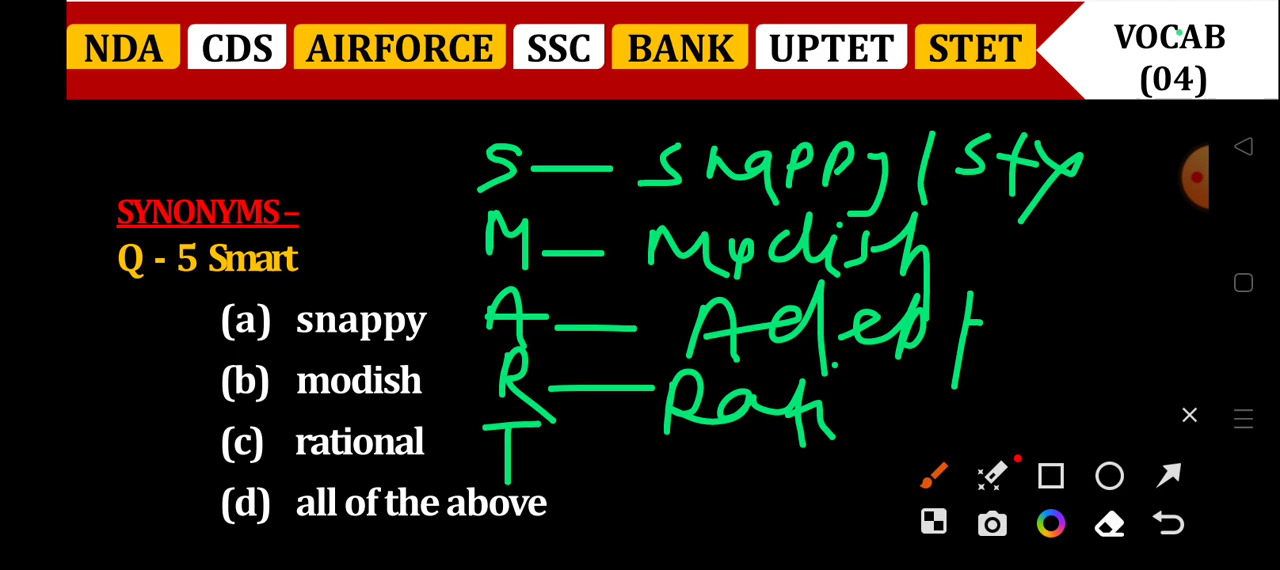 NDA CDS AIRFORCE SSC BANK UPTET STET
VOCAB
(04)
SYNONYMS –
Q - 5 Smart
(a) snappy
(b) modish
(c) rational
(d) all of the above
S — Snappy / Sty
M — Modish
A — Adept
R — Rati
T